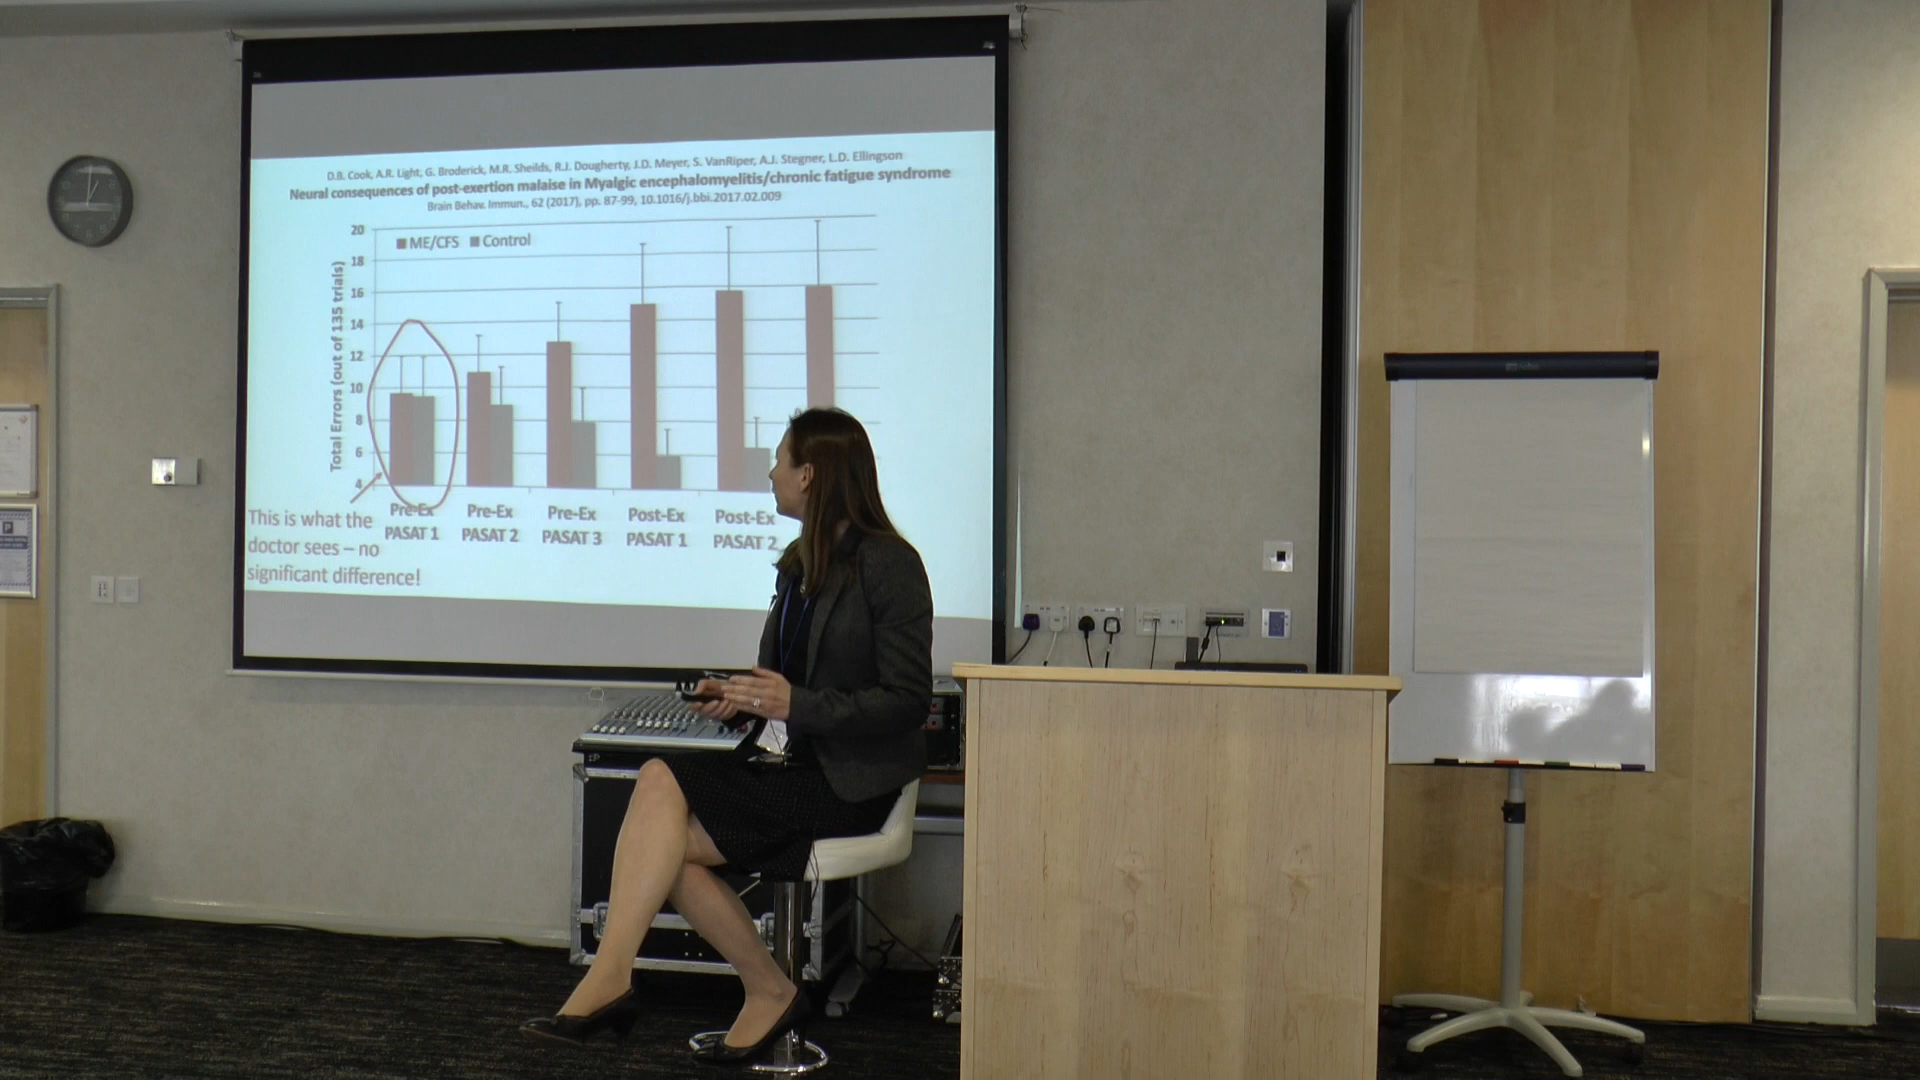 D.B. Cook, A.R. Light, G. Broderick, M.R. Sheilds, R.J. Dougherty, J.D. Meyer, S. VanRiper, A.J. Stegner, L.D. Ellingson
Neural consequences of post-exertion malaise in Myalgic encephalomyelitis/chronic fatigue syndrome
Brain Behav. Immun., 62 (2017), pp. 87-99, 10.1016/j.bbi.2017.02.009
ME/CFS Control
Total Errors (out of 135 trials)
20
18
16
14
12
10
8
6
4
Pre-Ex PASAT 1
Pre-Ex PASAT 2
Pre-Ex PASAT 3
Post-Ex PASAT 1
Post-Ex PASAT 2
This is what the
doctor sees – no
significant difference!
P